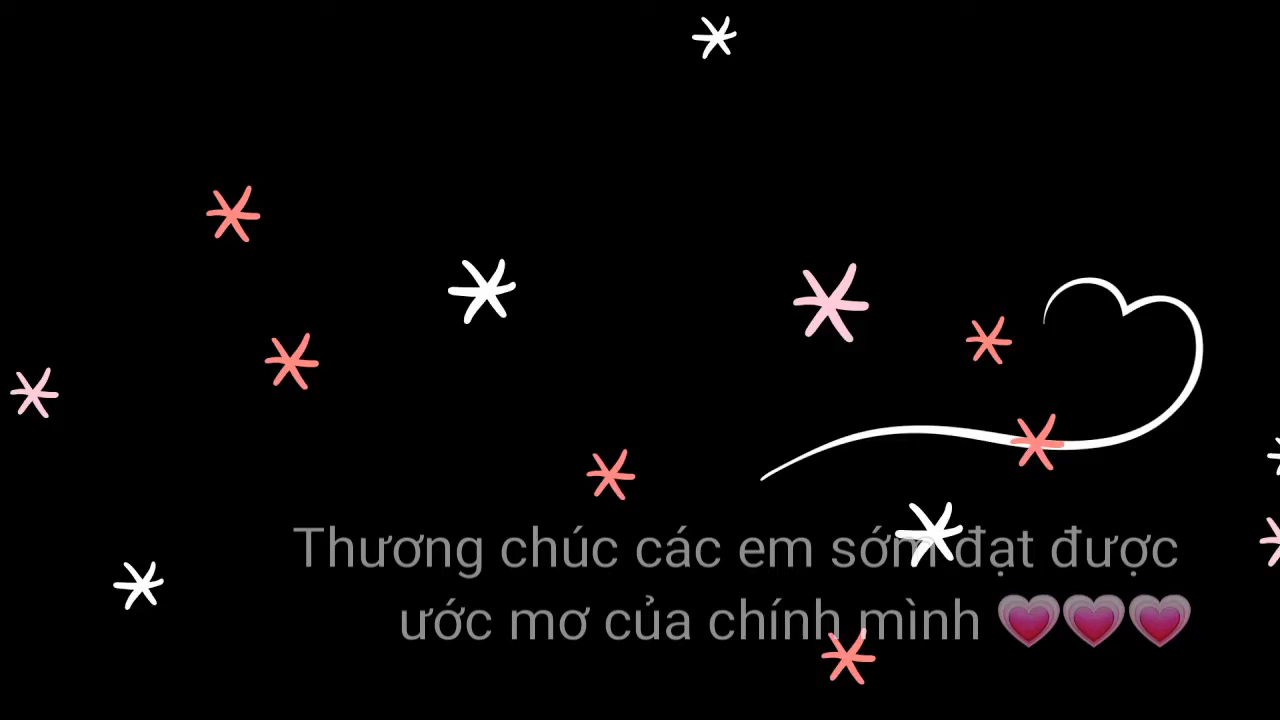 Thương chúc các em sớm đạt được
ước mơ của chính mình 💗💗💗